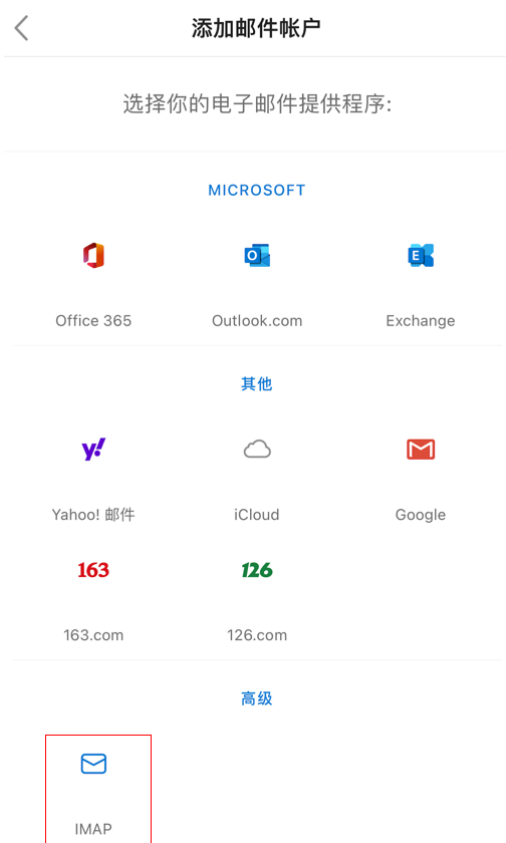 添加邮件帐户
选择你的电子邮件提供程序:
MICROSOFT
Office 365
Outlook.com
Exchange
其他
Yahoo! 邮件
iCloud
Google
163
126
163.com
126.com
高级
IMAP